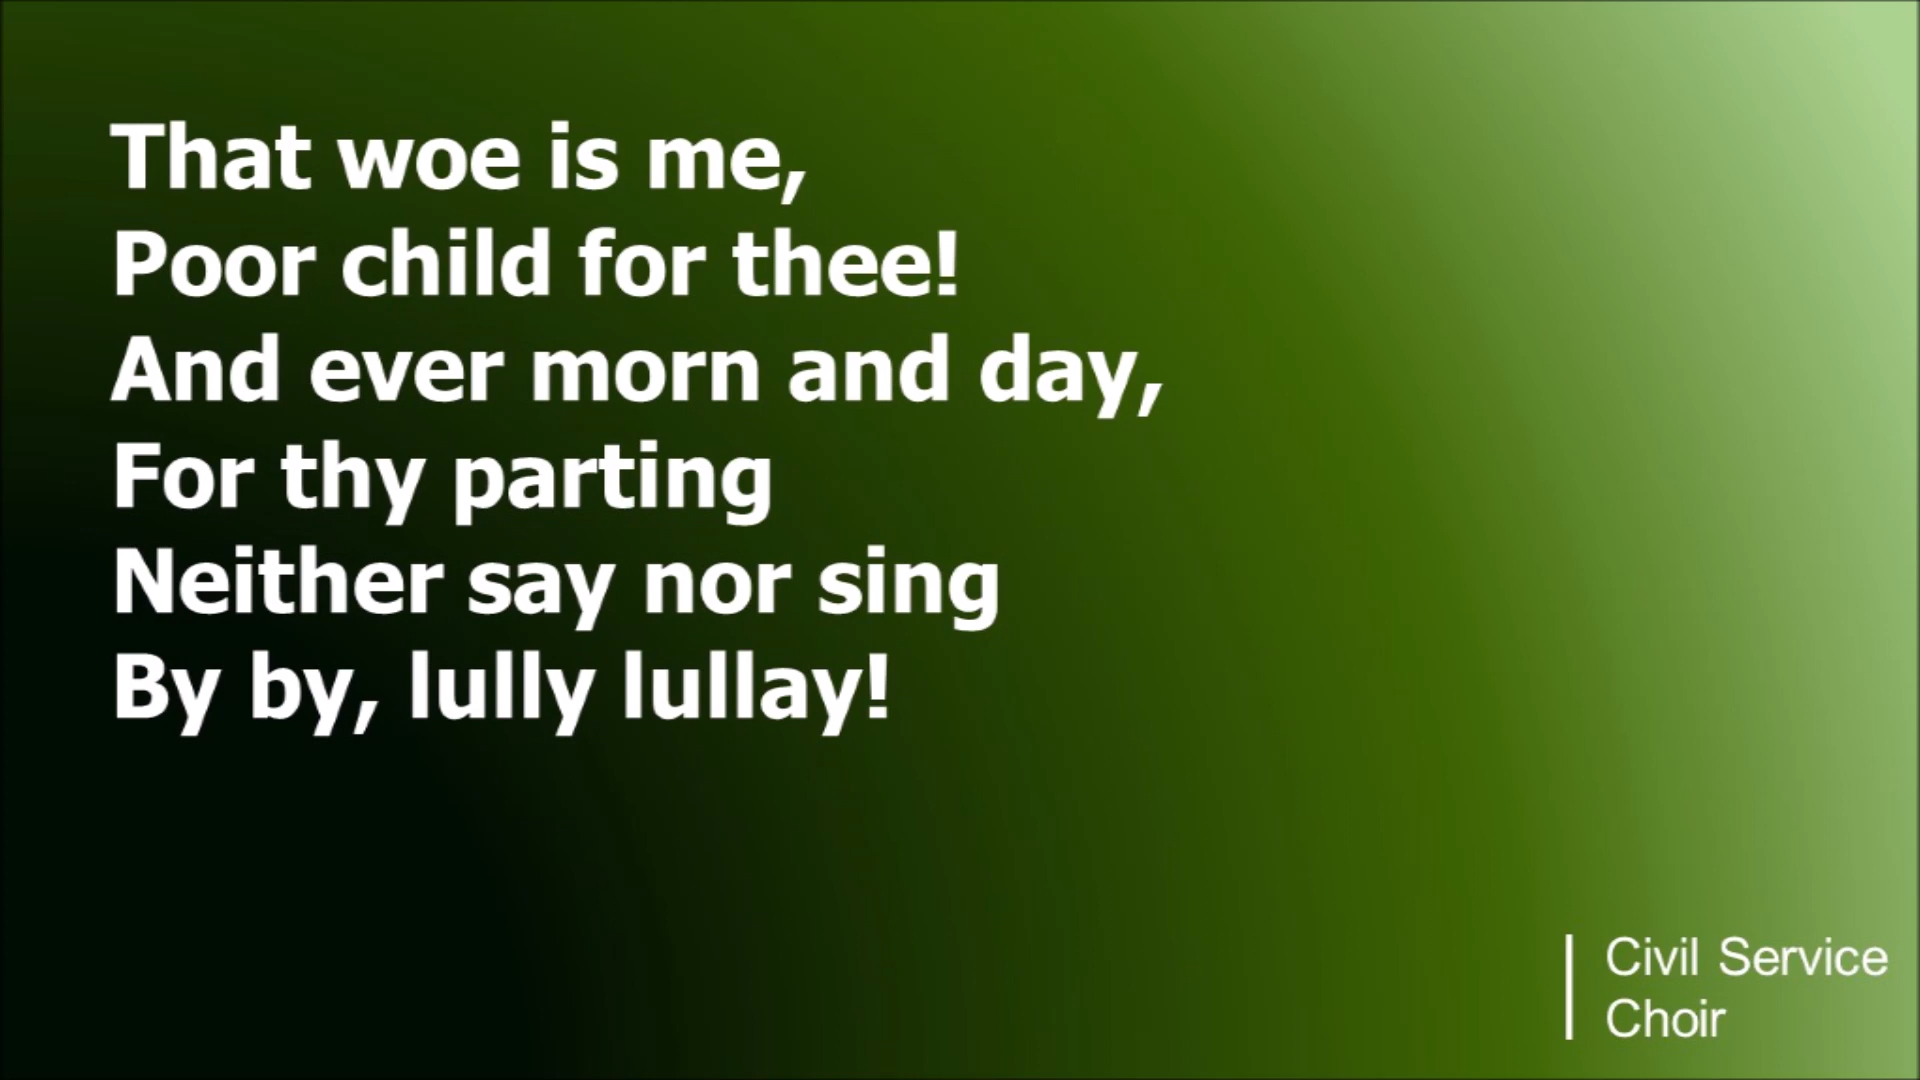 That woe is me,
Poor child for thee!
And ever morn and day,
For thy parting
Neither say nor sing
By by, lully lullay!
Civil Service
Choir